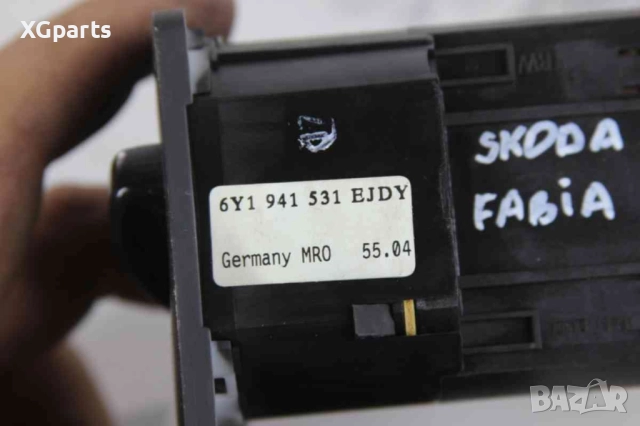 XGparts
SKODA
FABIA
6Y1 941 531 EJDY
Germany MRO 55.04
BAZAR